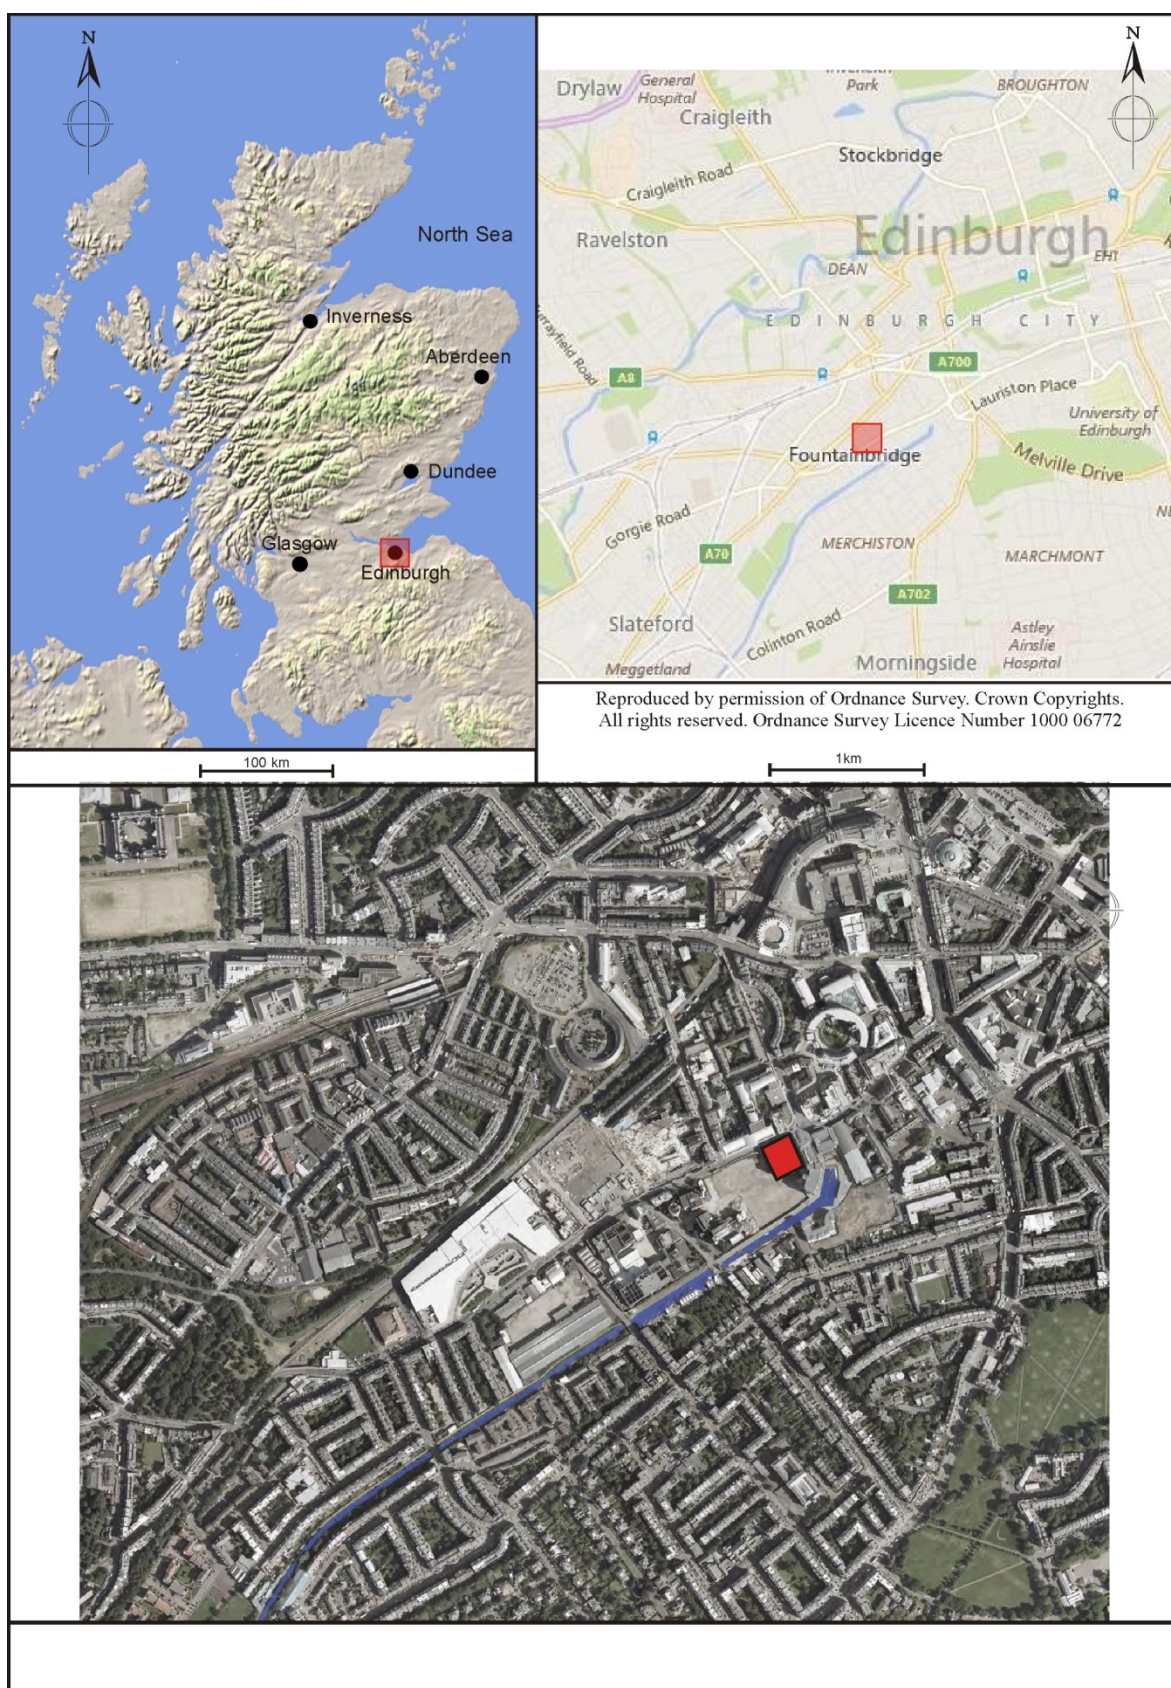 N
North Sea
Inverness
Aberdeen
Dundee
Glasgow
Edinburgh
100 km
N
Drylaw
General
Hospital
Craigleith
Inverleith
Park
BROUGHTON
Stockbridge
Craigleith Road
Ravelston
Edinburgh
DEAN
EH1
EDINBURGH CITY
Murrayfield Road
A8
A700
Lauriston Place
University of
Edinburgh
Fountainbridge
Melville Drive
Gorgie Road
A70
MERCHISTON
MARCHMONT
A702
Slateford
Colinton Road
Astley
Ainslie
Hospital
Meggetland
Morningside
Reproduced by permission of Ordnance Survey. Crown Copyrights.
All rights reserved. Ordnance Survey Licence Number 1000 06772
1km